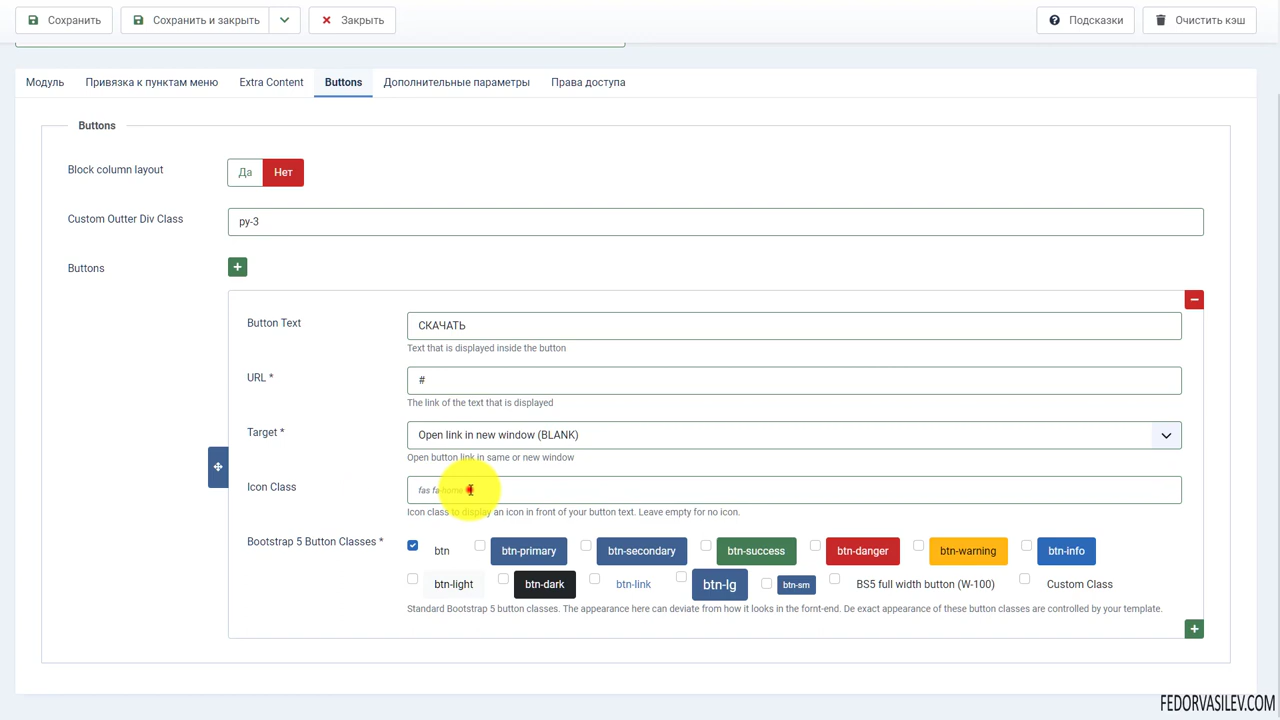 Сохранить
Сохранить и закрыть
Закрыть
Подсказки
Очистить кэш
Модуль
Привязка к пунктам меню
Extra Content
Buttons
Дополнительные параметры
Права доступа
Buttons
Block column layout
Да
Нет
Custom Outter Div Class
py-3
Buttons
Button Text
СКАЧАТЬ
Text that is displayed inside the button
URL *
#
The link of the text that is displayed
Target *
Open link in new window (BLANK)
Open button link in same or new window
Icon Class
fas fa-home
Icon class to display an icon in front of your button text. Leave empty for no icon.
Bootstrap 5 Button Classes *
btn
btn-primary
btn-secondary
btn-success
btn-danger
btn-warning
btn-info
btn-light
btn-dark
btn-link
btn-lg
btn-sm
BS5 full width button (W-100)
Custom Class
Standard Bootstrap 5 button classes. The appearance here can deviate from how it looks in the fornt-end. De exact appearance of these button classes are controlled by your template.
FEDORVASILEV.COM